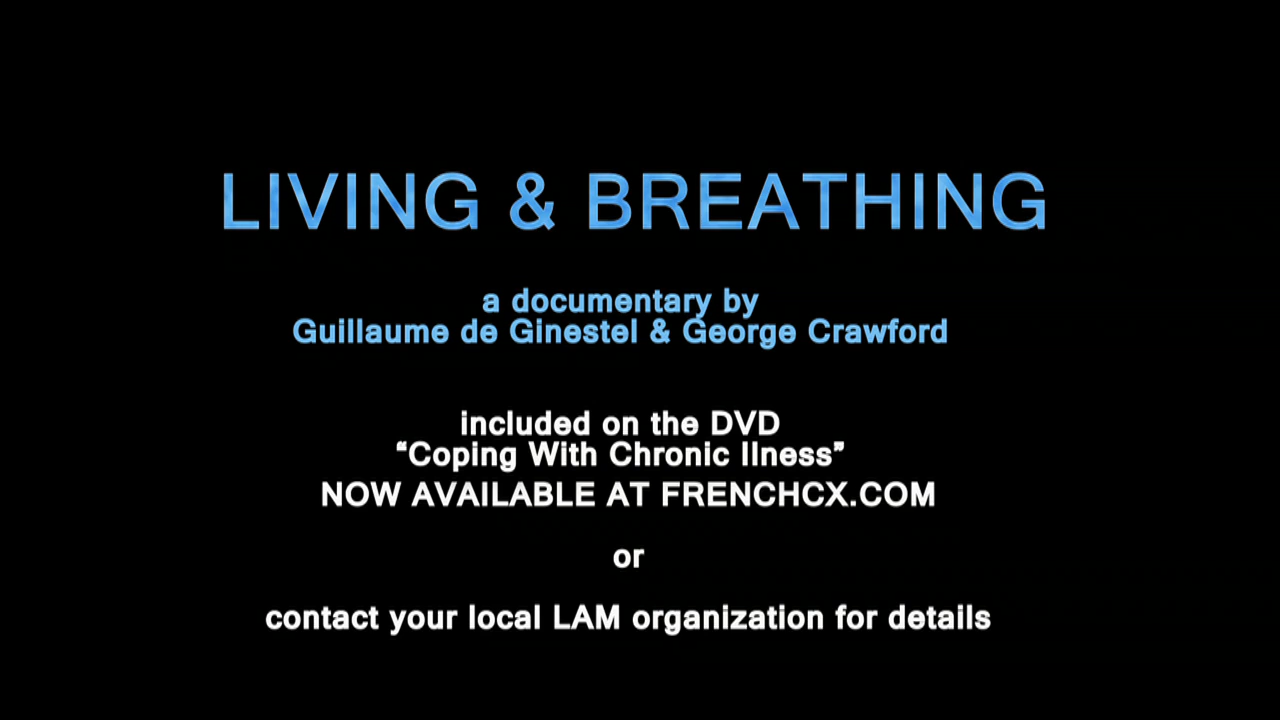 LIVING & BREATHING
a documentary by
Guillaume de Ginestel & George Crawford
included on the DVD
“Coping With Chronic Ilness”
NOW AVAILABLE AT FRENCHCX.COM
or
contact your local LAM organization for details